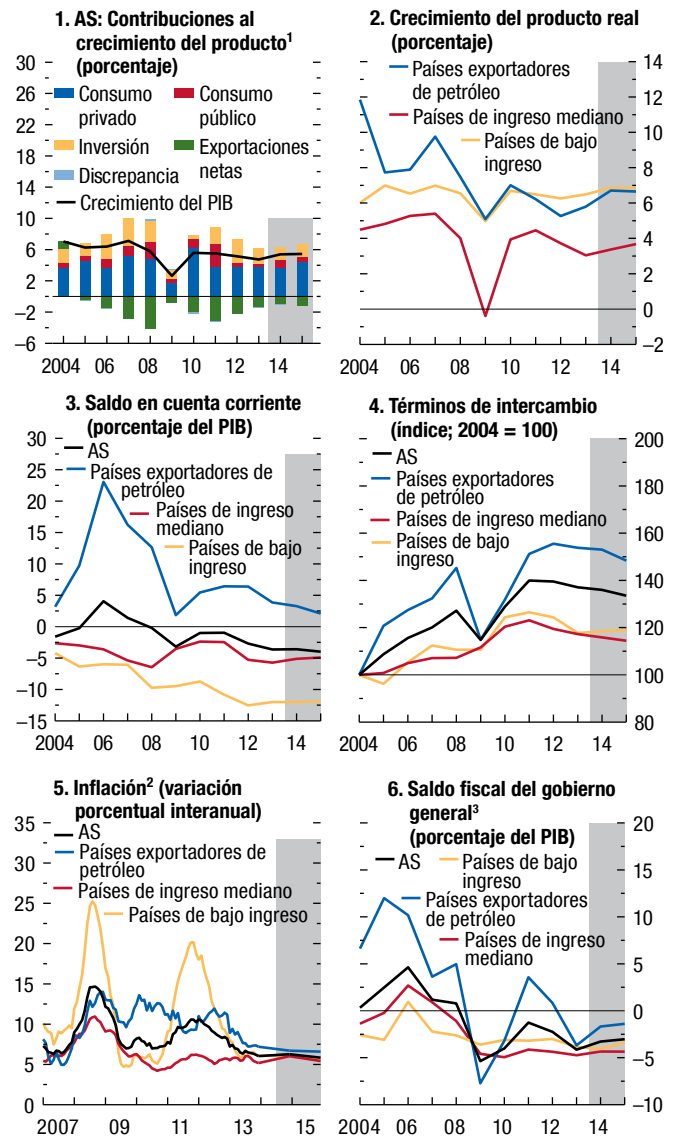 1. AS: Contribuciones al
crecimiento del producto¹
(porcentaje)
30
26
22
18
14
10
6
2
–2
–6
Consumo
privado
Consumo
público
Inversión
Exportaciones
netas
Discrepancia
Crecimiento del PIB
2004 06 08 10 12 14
2. Crecimiento del producto real
(porcentaje)
Países exportadores
de petróleo
Países de ingreso mediano
Países de bajo
ingreso
14
12
10
8
6
4
2
0
–2
2004 06 08 10 12 14
3. Saldo en cuenta corriente
(porcentaje del PIB)
30
25
20
15
10
5
0
–5
–10
–15
AS
Países exportadores de
petróleo
Países de ingreso
mediano
Países de bajo
ingreso
2004 06 08 10 12 14
4. Términos de intercambio
(índice; 2004 = 100)
AS
Países exportadores
de petróleo
Países de ingreso mediano
Países de bajo
ingreso
200
180
160
140
120
100
80
2004 06 08 10 12 14
5. Inflación² (variación
porcentual interanual)
35
30
25
20
15
10
5
0
AS
Países exportadores de
petróleo
Países de ingreso mediano
Países de bajo ingreso
2007 09 11 13 15
6. Saldo fiscal del gobierno
general³
(porcentaje del PIB)
AS
Países de bajo
ingreso
Países exportadores
de petróleo
Países de ingreso
mediano
20
15
10
5
0
–5
–10
2004 06 08 10 12 14